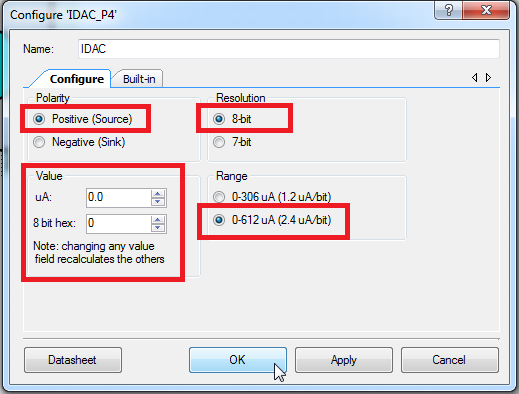 Configure 'IDAC_P4'
?
Name: IDAC
Configure Built-in
Polarity
Positive (Source)
Negative (Sink)
Resolution
8-bit
7-bit
Value
uA: 0.0
8 bit hex: 0
Note: changing any value
field recalculates the others
Range
0-306 uA (1.2 uA/bit)
0-612 uA (2.4 uA/bit)
Datasheet OK Apply Cancel